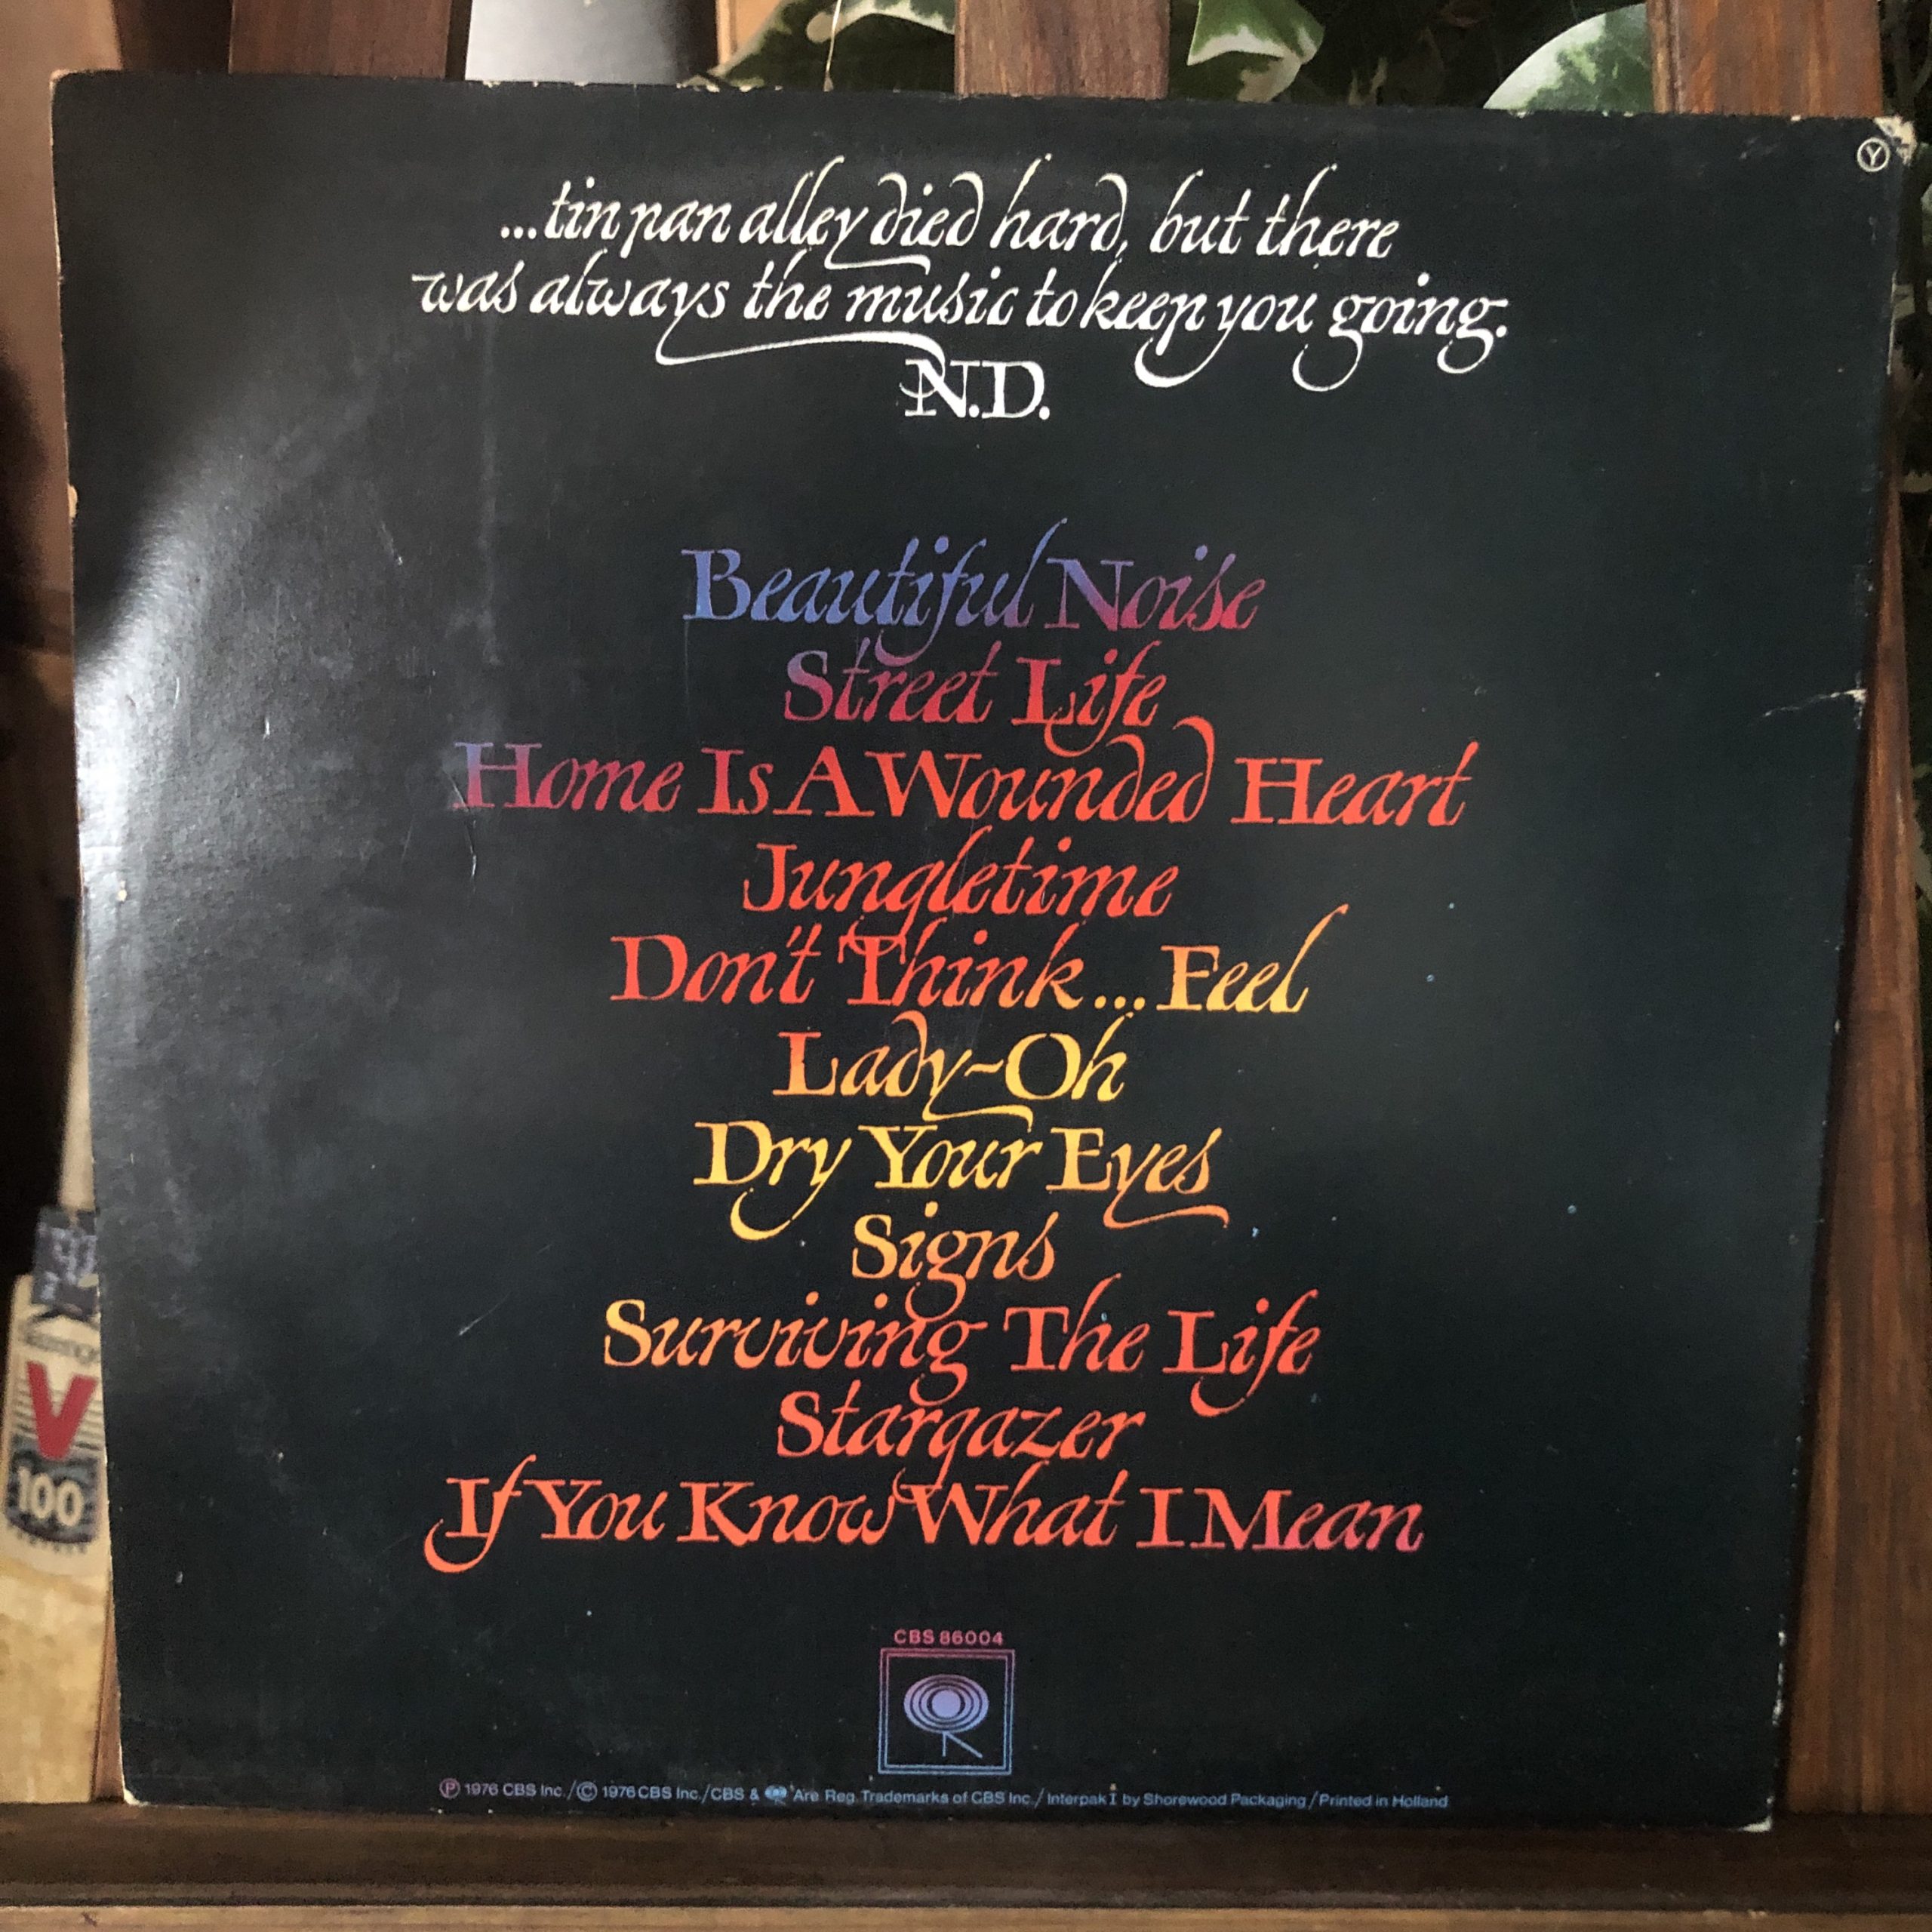 Y
...tin pan alley died hard, but there
was always the music to keep you going.
N.D.
Beautiful Noise
Street Life
Home Is A Wounded Heart
Jungletime
Don't Think...Feel
Lady-Oh
Dry Your Eyes
Signs
Surviving The Life
Stargazer
If You Know What I Mean
V
100
CBS 86004
Ⓟ 1976 CBS Inc./© 1976 CBS Inc./CBS & Are Reg. Trademarks of CBS Inc./Interpak I by Shorewood Packaging/Printed in Holland